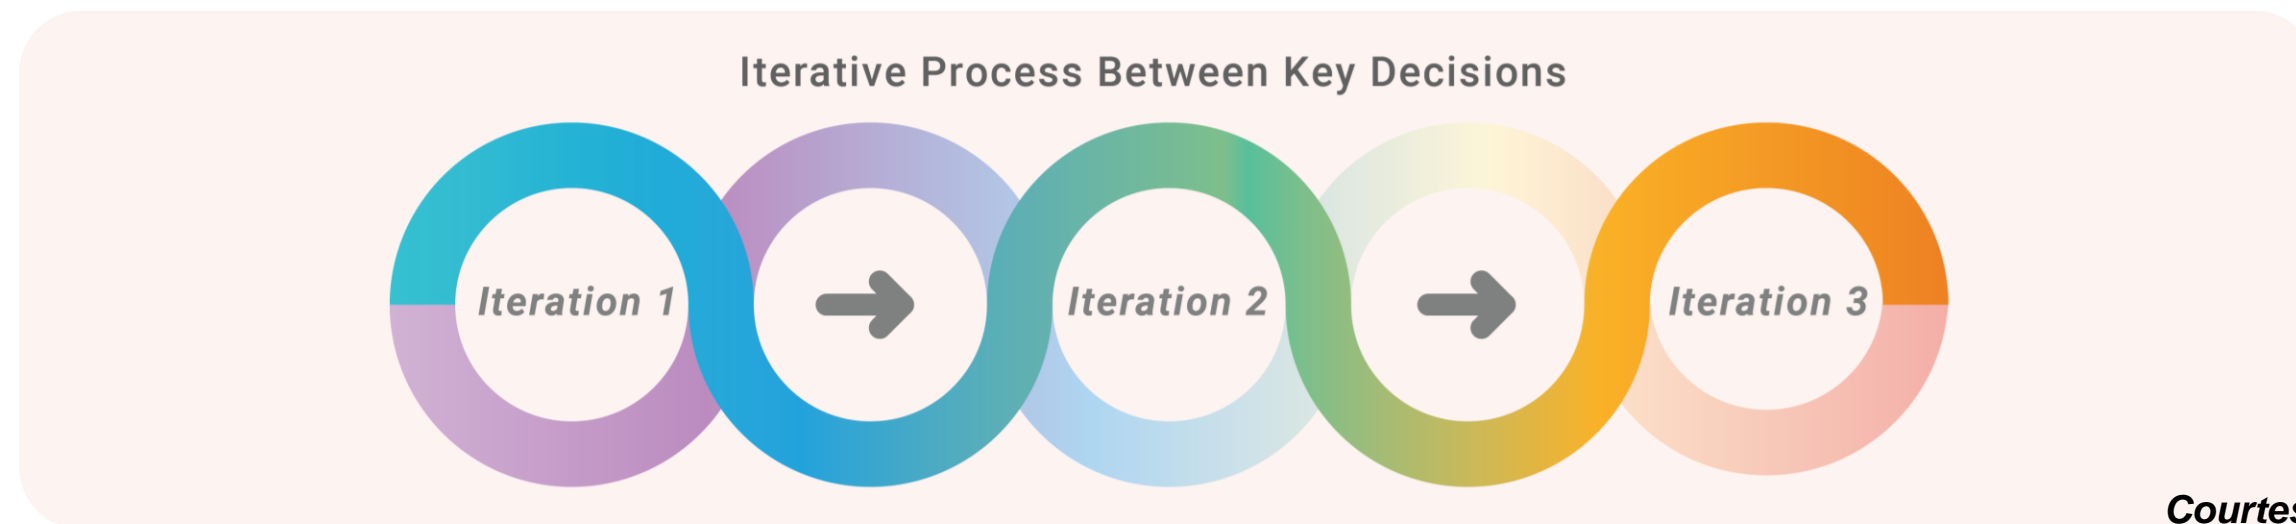 Iterative Process Between Key Decisions
Iteration 1
Iteration 2
Iteration 3